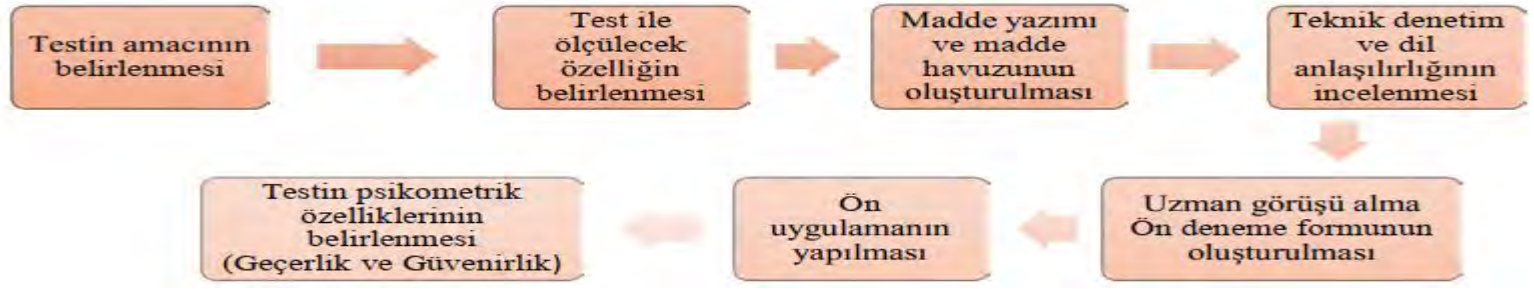 Testin amacının
belirlenmesi
Test ile
ölçülecek
özelliğin
belirlenmesi
Madde yazımı
ve madde
havuzunun
oluşturulması
Teknik denetim
ve dil
anlaşılırlığının
incelenmesi
Uzman görüşü alma
Ön deneme formunun
oluşturulması
Ön
uygulamanın
yapılması
Testin psikometrik
özelliklerinin
belirlenmesi
(Geçerlik ve Güvenirlik)